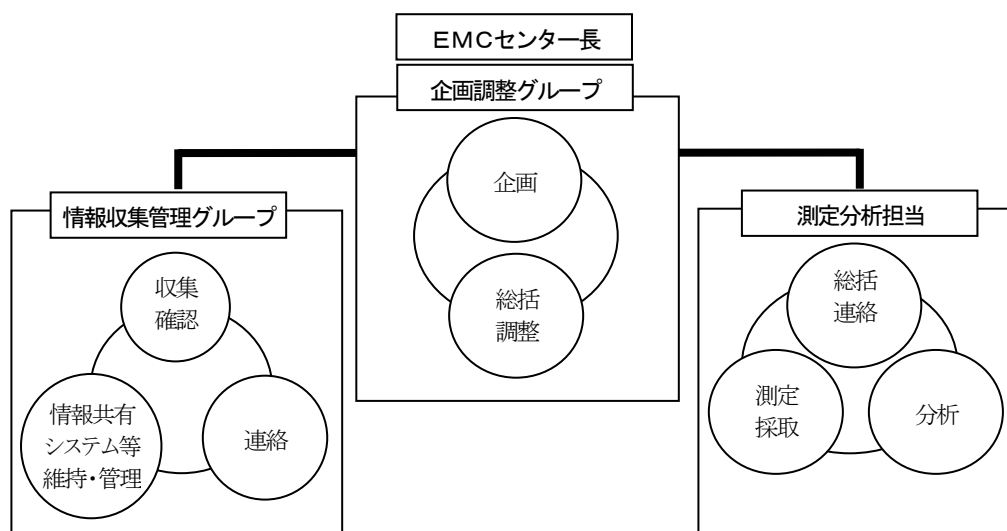 EMCセンター長
企画調整グループ
企画
総括
調整
情報収集管理グループ
収集
確認
情報共有
システム等
維持・管理
連絡
測定分析担当
総括
連絡
測定
採取
分析